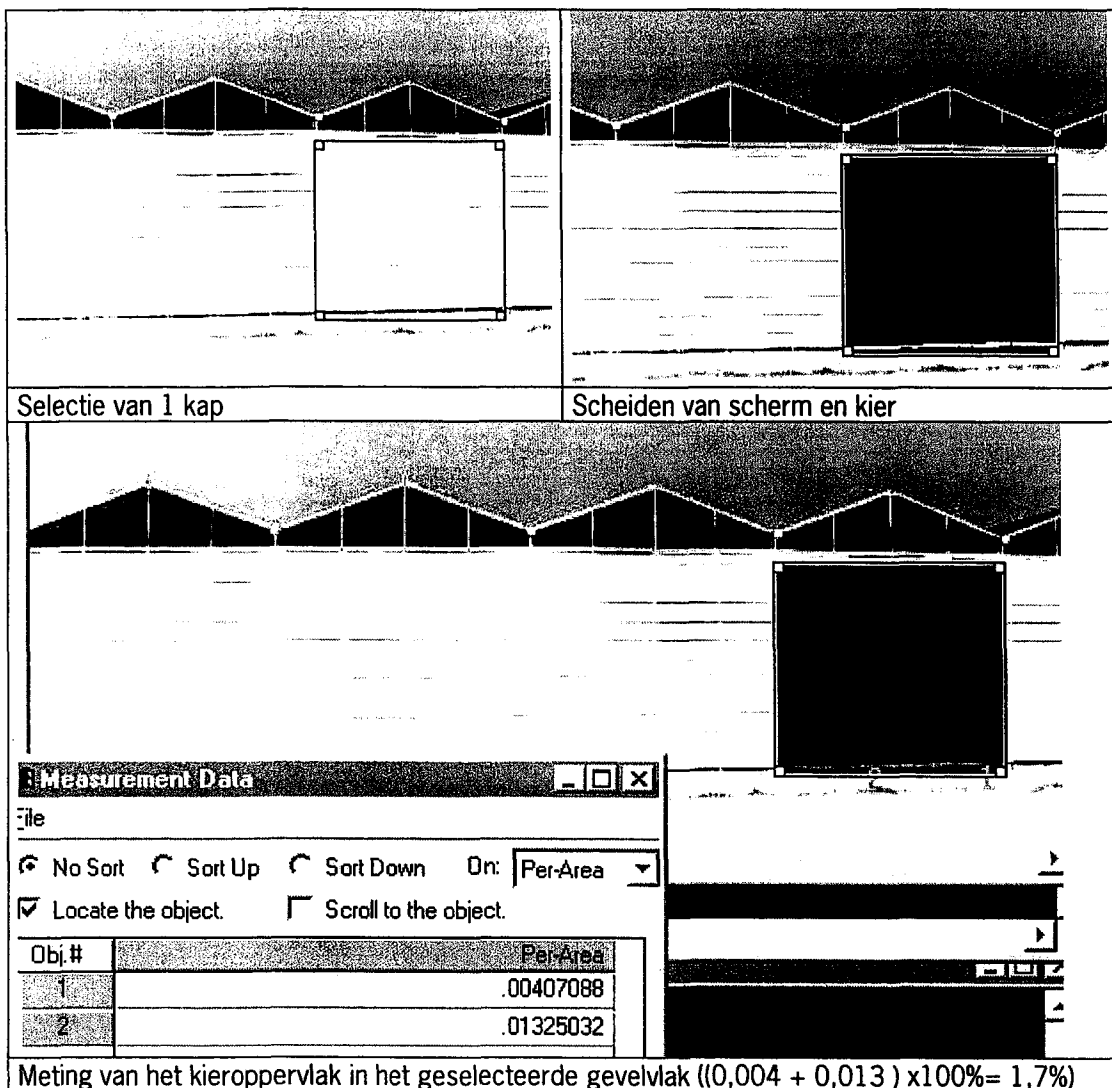 Selectie van 1 kap
Scheiden van scherm en kier
Measurement Data
File
No Sort Sort Up Sort Down On: Per-Area
Locate the object. Scroll to the object.
Obj.# Per-Area
1 .00407088
2 .01325032
Meting van het kieroppervlak in het geselecteerde gevelvlak ((0,004 + 0,013 ) x100%= 1,7%)